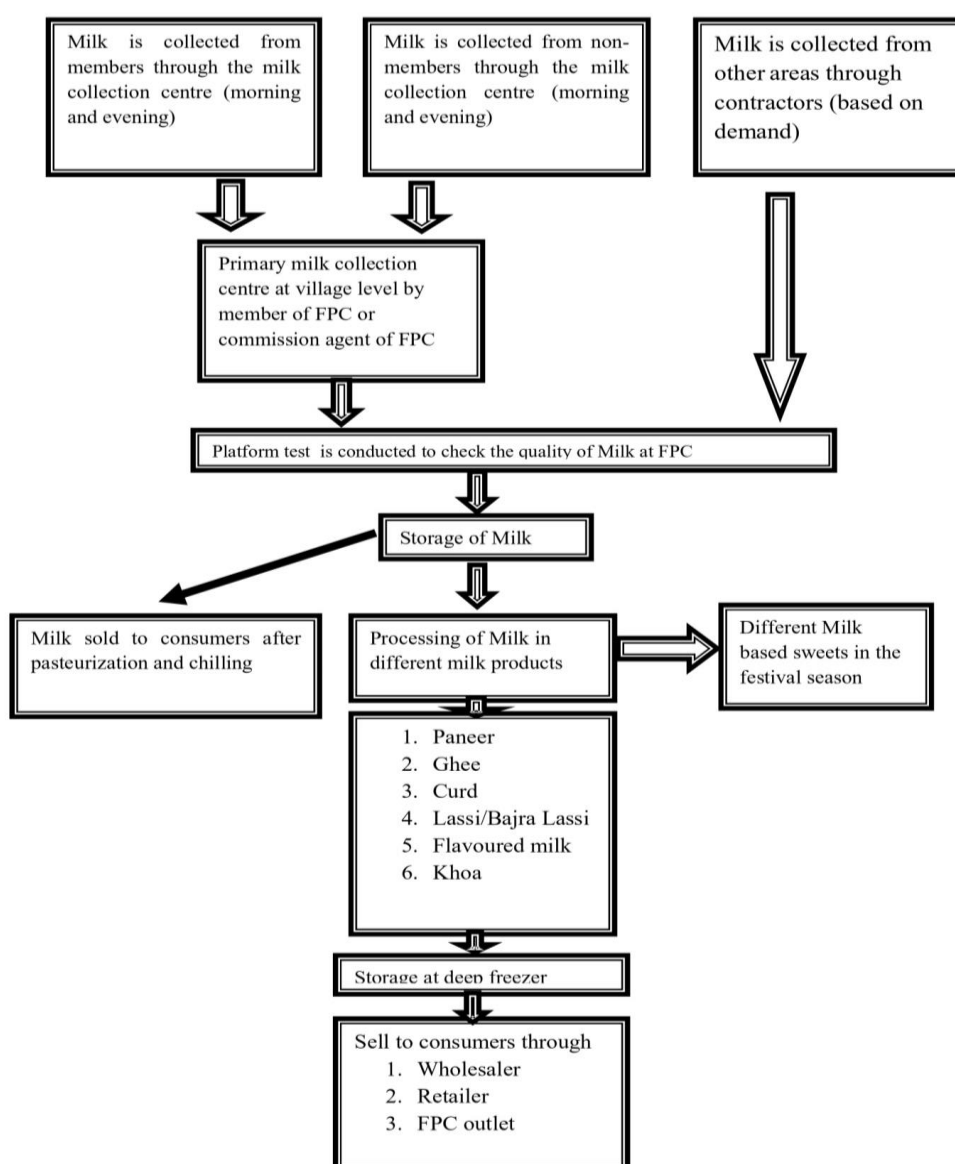 Milk is collected from
members through the milk
collection centre (morning
and evening)
Milk is collected from non-
members through the milk
collection centre (morning
and evening)
Milk is collected from
other areas through
contractors (based on
demand)
Primary milk collection
centre at village level by
member of FPC or
commission agent of FPC
Platform test is conducted to check the quality of Milk at FPC
Storage of Milk
Milk sold to consumers after
pasteurization and chilling
Processing of Milk in
different milk products
Different Milk
based sweets in the
festival season
1. Paneer
2. Ghee
3. Curd
4. Lassi/Bajra Lassi
5. Flavoured milk
6. Khoa
Storage at deep freezer
Sell to consumers through
1. Wholesaler
2. Retailer
3. FPC outlet